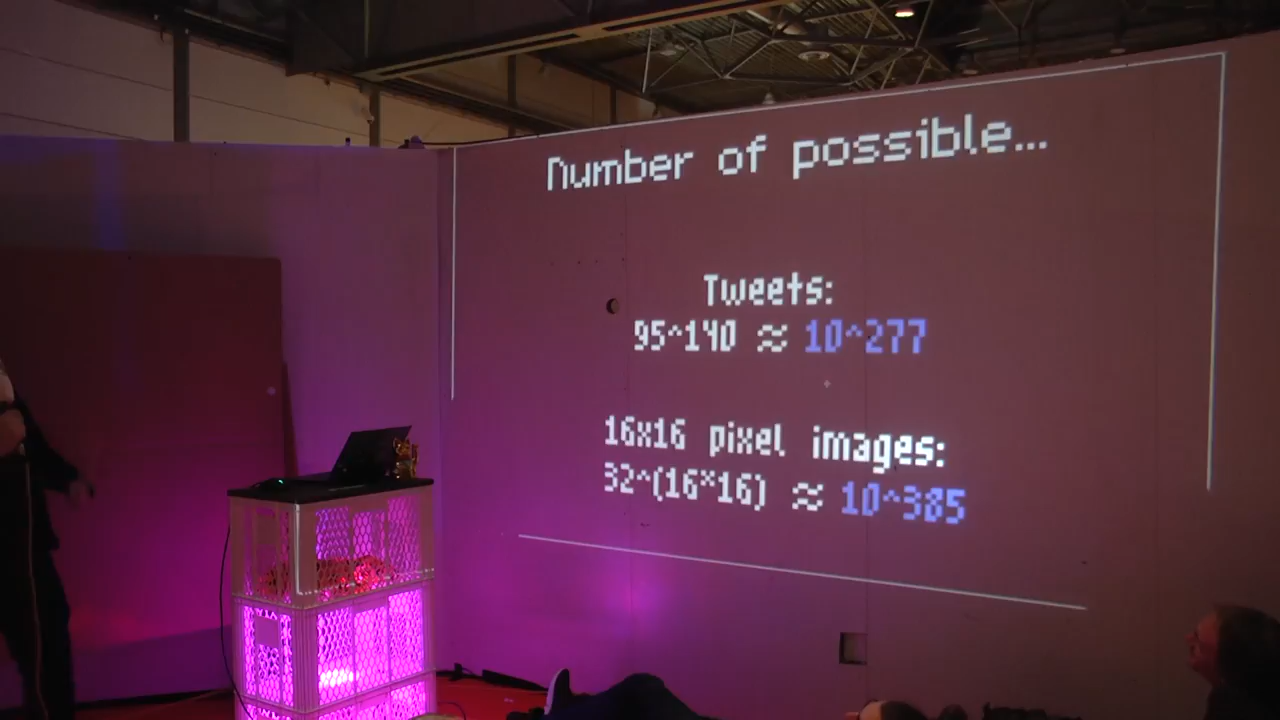 Number of possible...
Tweets:
95^140 ≈ 10^277
16x16 pixel images:
32^(16*16) ≈ 10^385